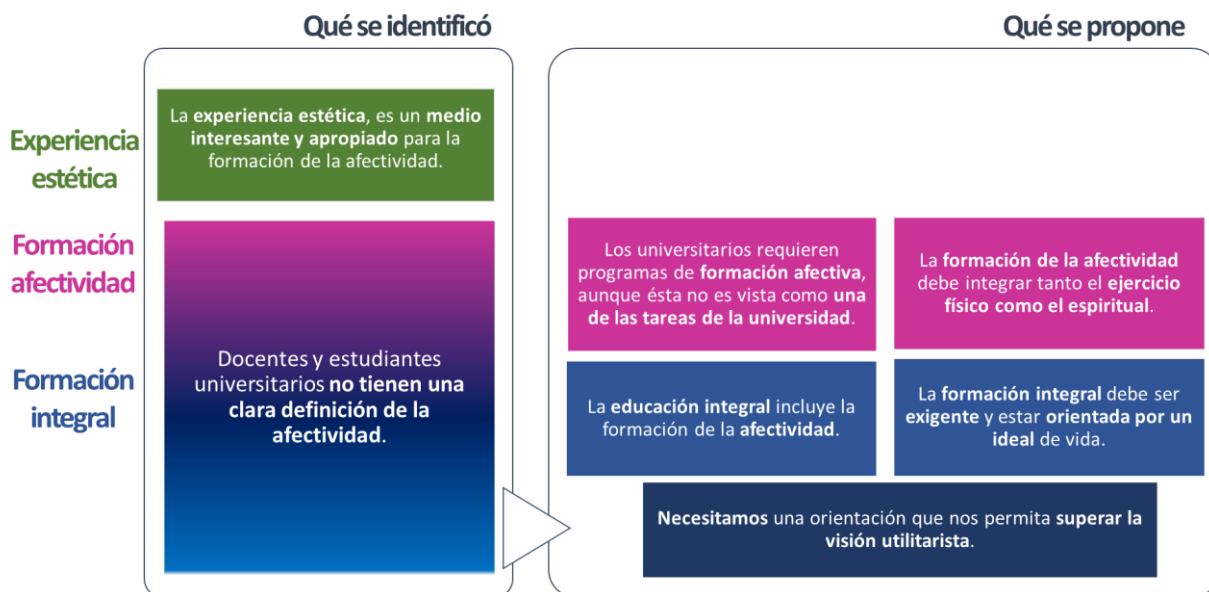 Qué se identificó
Qué se propone
Experiencia
estética
La experiencia estética, es un medio
interesante y apropiado para la
formación de la afectividad.
Formación
afectividad
Formación
integral
Docentes y estudiantes
universitarios no tienen una
clara definición de la
afectividad.
Los universitarios requieren
programas de formación afectiva,
aunque ésta no es vista como una
de las tareas de la universidad.
La formación de la afectividad
debe integrar tanto el ejercicio
físico como el espiritual.
La educación integral incluye la
formación de la afectividad.
La formación integral debe ser
exigente y estar orientada por un
ideal de vida.
Necesitamos una orientación que nos permita superar la
visión utilitarista.